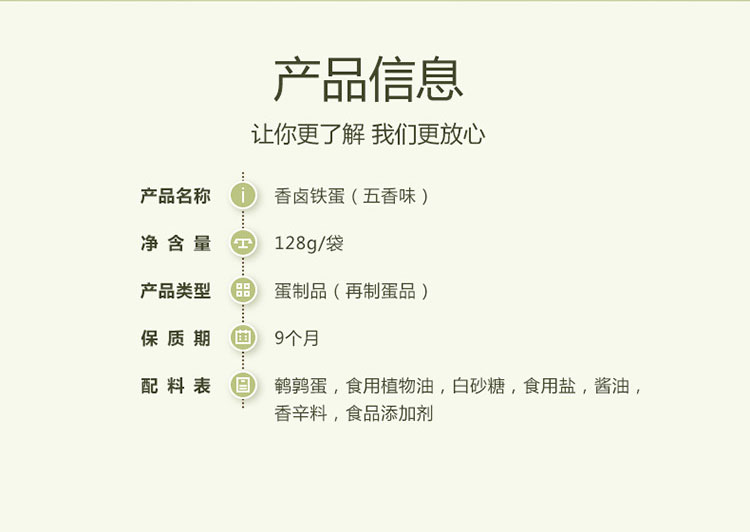 产品信息
让你更了解 我们更放心
产品名称 香卤铁蛋（五香味）
净含量 128g/袋
产品类型 蛋制品（再制蛋品）
保质期 9个月
配料表 鹌鹑蛋，食用植物油，白砂糖，食用盐，酱油，
香辛料，食品添加剂